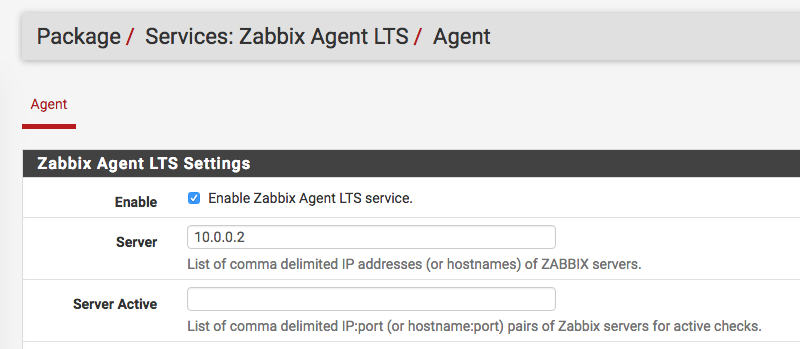 Package / Services: Zabbix Agent LTS / Agent
Agent
Zabbix Agent LTS Settings
Enable Enable Zabbix Agent LTS service.
Server 10.0.0.2
List of comma delimited IP addresses (or hostnames) of ZABBIX servers.
Server Active
List of comma delimited IP:port (or hostname:port) pairs of Zabbix servers for active checks.